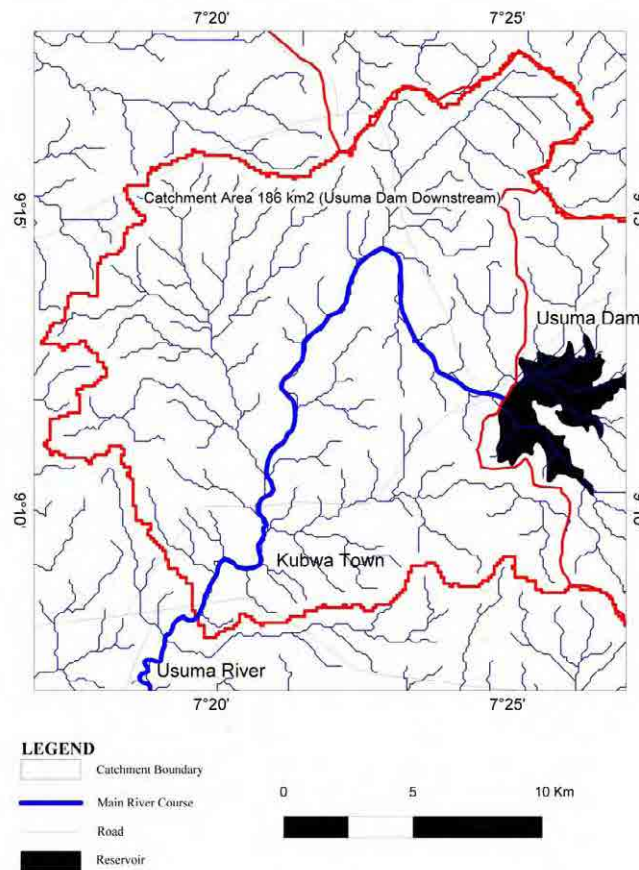 7°20' 7°25'
Catchment Area 186 km2 (Usuma Dam Downstream)
9°15'
Usuma Dam
9°10'
Kubwa Town
Usuma River
7°20' 7°25'
LEGEND
Catchment Boundary
Main River Course
Road
Reservoir
0 5 10 Km